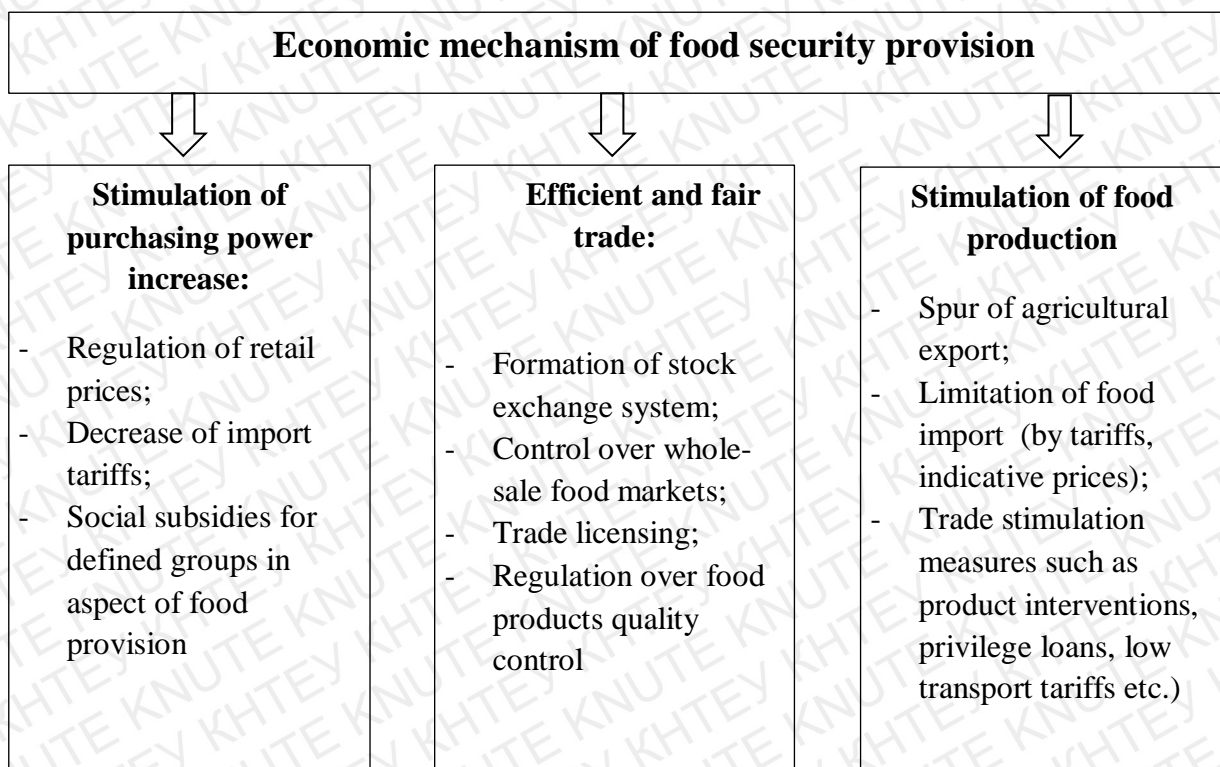 Economic mechanism of food security provision
Stimulation of
purchasing power
increase:
- Regulation of retail
prices;
- Decrease of import
tariffs;
- Social subsidies for
defined groups in
aspect of food
provision
Efficient and fair
trade:
- Formation of stock
exchange system;
- Control over whole-
sale food markets;
- Trade licensing;
- Regulation over food
products quality
control
Stimulation of food
production
- Spur of agricultural
export;
- Limitation of food
import (by tariffs,
indicative prices);
- Trade stimulation
measures such as
product interventions,
privilege loans, low
transport tariffs etc.)